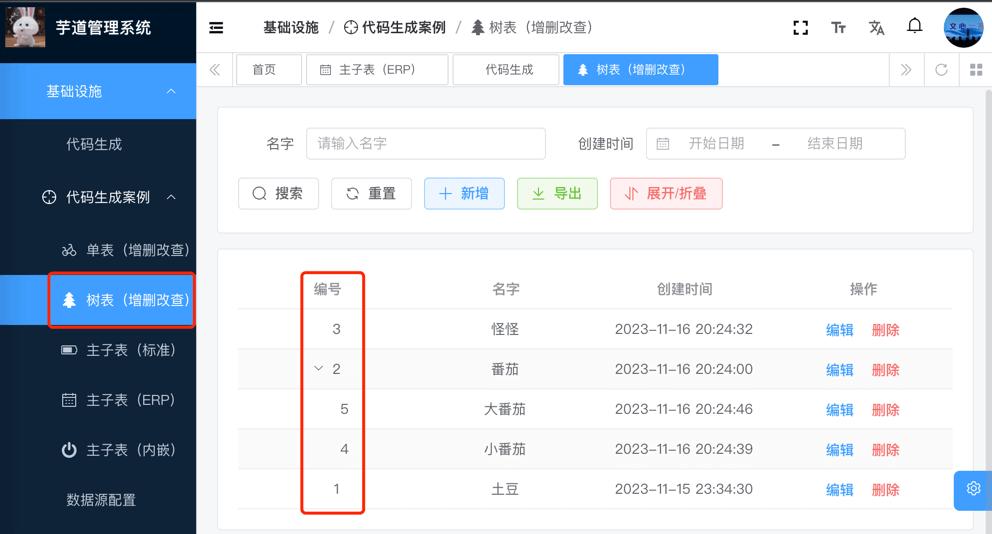 芋道管理系统
基础设施 / 代码生成案例 / 树表（增删改查）
首页 主子表（ERP） 代码生成 树表（增删改查）
基础设施
代码生成
代码生成案例
单表（增删改查）
树表（增删改查）
主子表（标准）
主子表（ERP）
主子表（内嵌）
数据源配置
名字 请输入名字 创建时间 开始日期 – 结束日期
搜索 重置 新增 导出 展开/折叠
编号 名字 创建时间 操作
3 怪怪 2023–11–16 20:24:32 编辑 删除
2 番茄 2023–11–16 20:24:00 编辑 删除
5 大番茄 2023–11–16 20:24:46 编辑 删除
4 小番茄 2023–11–16 20:24:39 编辑 删除
1 土豆 2023–11–15 23:34:30 编辑 删除